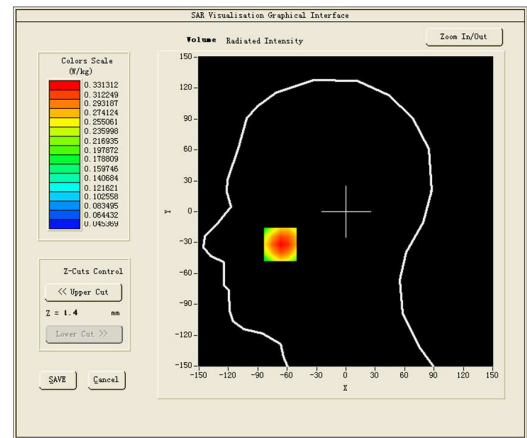 SAR Visualisation Graphical Interface
Volume Radiated Intensity
Zoom In/Out
Colors Scale
(W/kg)
0.331312
0.312249
0.293187
0.274124
0.255061
0.235998
0.216935
0.197872
0.178809
0.159746
0.140684
0.121621
0.102558
0.083495
0.064432
0.045369
Z-Cuts Control
<< Upper Cut
Z = 1.4 mm
Lower Cut >>
SAVE Cancel
150
120
90
60
30
0
-30
-60
-90
-120
-150
Y
-150 -120 -90 -60 -30 0 30 60 90 120 150
X